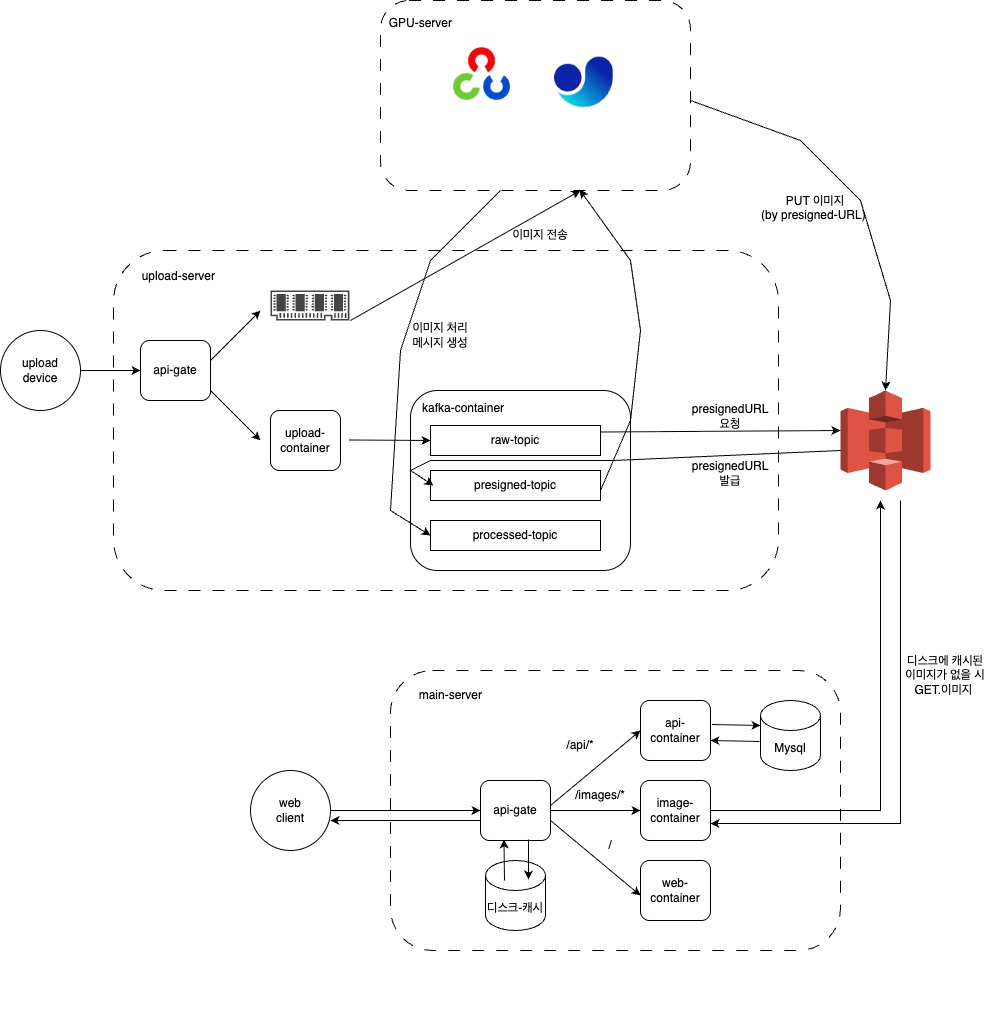 GPU-server
PUT 이미지
(by presigned-URL)
이미지 전송
upload-server
이미지 처리
메시지 생성
upload
device
api-gate
kafka-container
upload-
container
raw-topic
presigned-topic
processed-topic
presignedURL
요청
presignedURL
발급
디스크에 캐시된
이미지가 없을 시
GET.이미지
main-server
/api/*
api-
container
Mysql
web
client
api-gate
/images/*
image-
container
/
web-
container
디스크-캐시